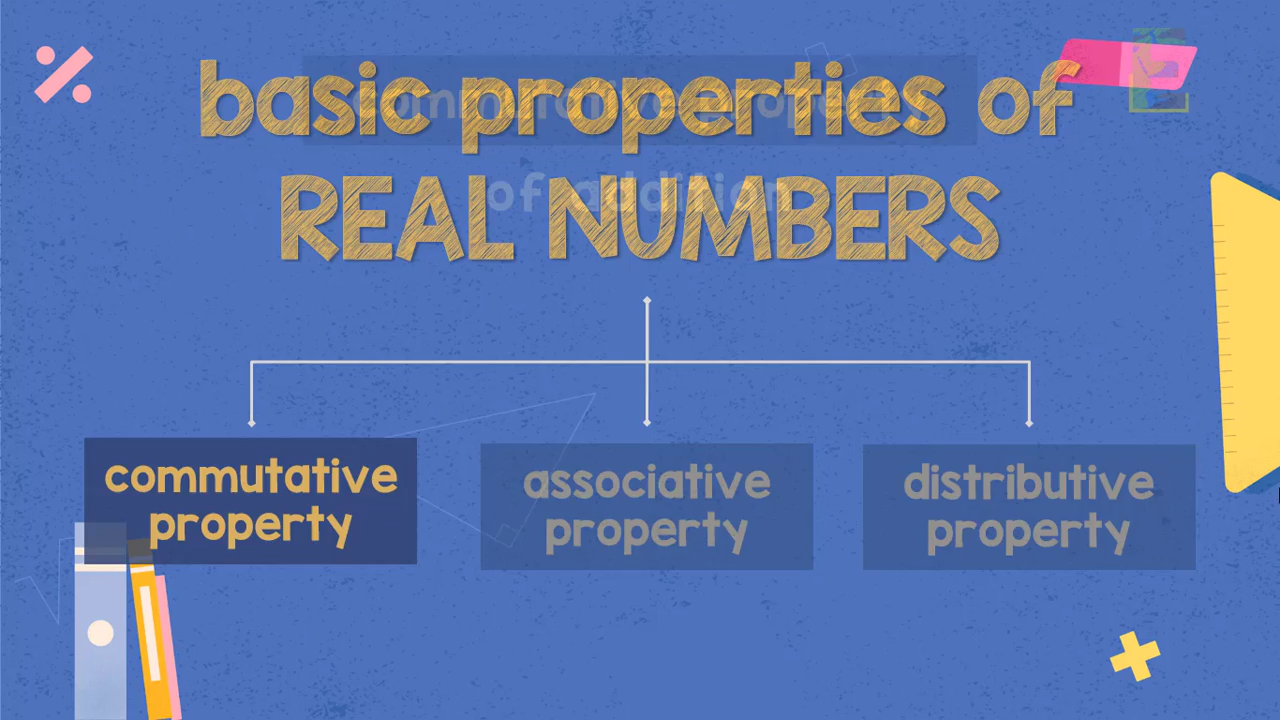 basic properties of
REAL NUMBERS
commutative
property
associative
property
distributive
property